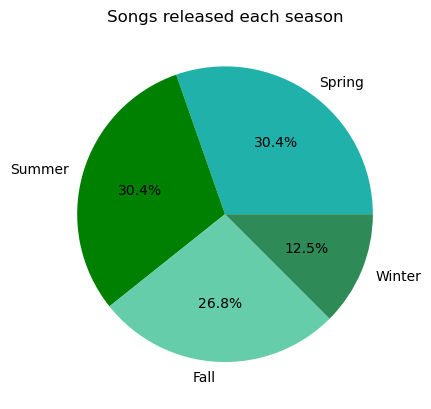 Songs released each season
Spring
30.4%
Summer
30.4%
12.5%
Winter
26.8%
Fall